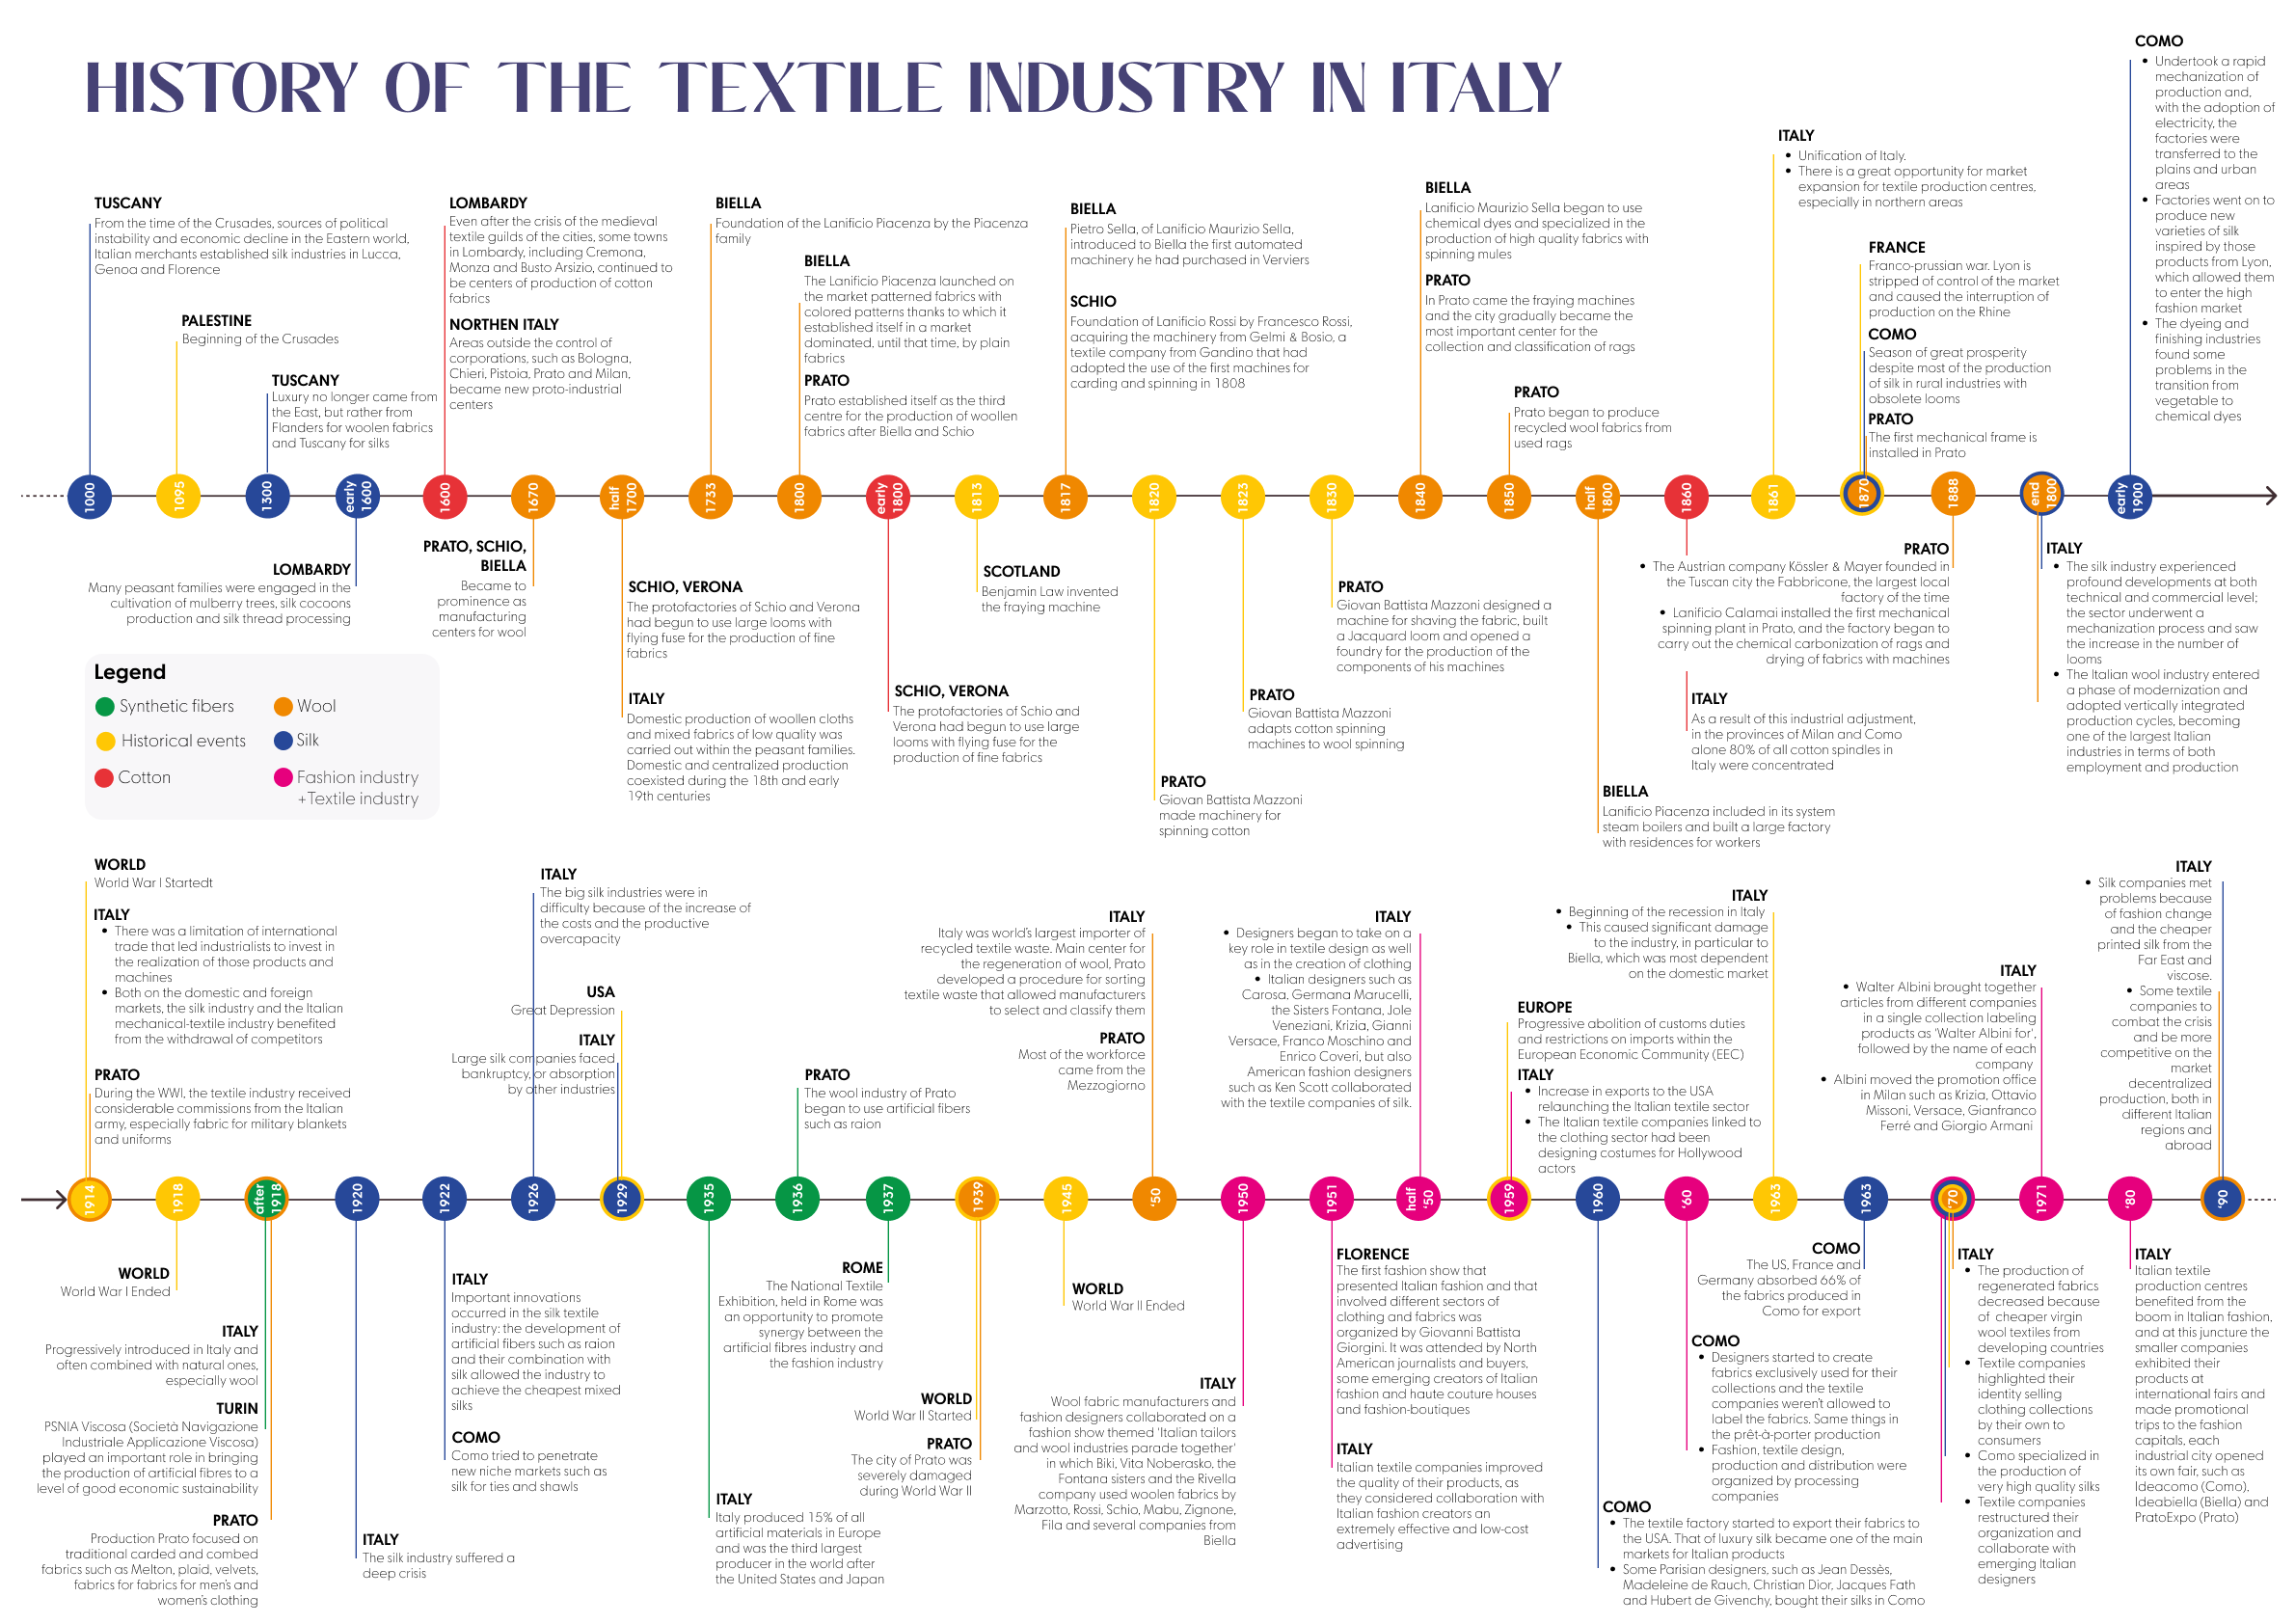 HISTORY OF THE TEXTILE INDUSTRY IN ITALY
TUSCANY
From the time of the Crusades, sources of political
instability and economic decline in the Eastern world,
Italian merchants established silk industries in Lucca,
Genoa and Florence
PALESTINE
Beginning of the Crusades
TUSCANY
Luxury no longer came from
the East, but rather from
Flanders for woolen fabrics
and Tuscany for silks
LOMBARDY
Even after the crisis of the medieval
textile guilds of the cities, some towns
in Lombardy, including Cremona,
Monza and Busto Arsizio, continued to
be centers of production of cotton
fabrics
NORTHEN ITALY
Areas outside the control of
corporations, such as Bologna,
Chieri, Pistoia, Prato and Milan,
became new proto-industrial
centers
BIELLA
Foundation of the Lanificio Piacenza by the Piacenza
family
BIELLA
The Lanificio Piacenza launched on
the market patterned fabrics with
colored patterns thanks to which it
established itself in a market
dominated, until that time, by plain
fabrics
PRATO
Prato established itself as the third
centre for the production of woollen
fabrics after Biella and Schio
BIELLA
Pietro Sella, of Lanificio Maurizio Sella,
introduced to Biella the first automated
machinery he had purchased in Verviers
SCHIO
Foundation of Lanificio Rossi by Francesco Rossi,
acquiring the machinery from Gelmi & Bosio, a
textile company from Gandino that had
adopted the use of the first machines for
carding and spinning in 1808
BIELLA
Lanificio Maurizio Sella began to use
chemical dyes and specialized in the
production of high quality fabrics with
spinning mules
PRATO
In Prato came the fraying machines
and the city gradually became the
most important center for the
collection and classification of rags
PRATO
Prato began to produce
recycled wool fabrics from
used rags
ITALY
• Unification of Italy.
• There is a great opportunity for market
expansion for textile production centres,
especially in northern areas
FRANCE
Franco-prussian war. Lyon is
stripped of control of the market
and caused the interruption of
production on the Rhine
COMO
Season of great prosperity
despite most of the production
of silk in rural industries with
obsolete looms
PRATO
The first mechanical frame is
installed in Prato
COMO
• Undertook a rapid
mechanization of
production and,
with the adoption of
electricity, the
factories were
transferred to the
plains and urban
areas
• Factories went on to
produce new
varieties of silk
inspired by those
products from Lyon,
which allowed them
to enter the high
fashion market
• The dyeing and
finishing industries
found some
problems in the
transition from
vegetable to
chemical dyes
1000
1095
1300
early
1600
1600
1670
half
1700
1733
1800
early
1800
1813
1817
1820
1823
1830
1840
1850
half
1800
1860
1861
1870
1888
end
1800
early
1900
LOMBARDY
Many peasant families were engaged in the
cultivation of mulberry trees, silk cocoons
production and silk thread processing
PRATO, SCHIO,
BIELLA
Became to
prominence as
manufacturing
centers for wool
SCHIO, VERONA
The protofactories of Schio and Verona
had begun to use large looms with
flying fuse for the production of fine
fabrics
ITALY
Domestic production of woollen cloths
and mixed fabrics of low quality was
carried out within the peasant families.
Domestic and centralized production
coexisted during the 18th and early
19th centuries
SCHIO, VERONA
The protofactories of Schio and
Verona had begun to use large
looms with flying fuse for the
production of fine fabrics
SCOTLAND
Benjamin Law invented
the fraying machine
PRATO
Giovan Battista Mazzoni
made machinery for
spinning cotton
PRATO
Giovan Battista Mazzoni
adapts cotton spinning
machines to wool spinning
PRATO
Giovan Battista Mazzoni designed a
machine for shaving the fabric, built
a Jacquard loom and opened a
foundry for the production of the
components of his machines
BIELLA
Lanificio Piacenza included in its system
steam boilers and built a large factory
with residences for workers
PRATO
• The Austrian company Kössler & Mayer founded in
the Tuscan city the Fabbricone, the largest local
factory of the time
• Lanificio Calamai installed the first mechanical
spinning plant in Prato, and the factory began to
carry out the chemical carbonization of rags and
drying of fabrics with machines
ITALY
As a result of this industrial adjustment,
in the provinces of Milan and Como
alone 80% of all cotton spindles in
Italy were concentrated
ITALY
• The silk industry experienced
profound developments at both
technical and commercial level;
the sector underwent a
mechanization process and saw
the increase in the number of
looms
• The Italian wool industry entered
a phase of modernization and
adopted vertically integrated
production cycles, becoming
one of the largest Italian
industries in terms of both
employment and production
Legend
Synthetic fibers
Wool
Historical events
Silk
Cotton
Fashion industry
+Textile industry
WORLD
World War I Startedt
ITALY
• There was a limitation of international
trade that led industrialists to invest in
the realization of those products and
machines
• Both on the domestic and foreign
markets, the silk industry and the Italian
mechanical-textile industry benefited
from the withdrawal of competitors
PRATO
During the WWI, the textile industry received
considerable commissions from the Italian
army, especially fabric for military blankets
and uniforms
ITALY
The big silk industries were in
difficulty because of the increase of
the costs and the productive
overcapacity
USA
Great Depression
ITALY
Large silk companies faced
bankruptcy, or absorption
by other industries
PRATO
The wool industry of Prato
began to use artificial fibers
such as raion
ITALY
Italy was world's largest importer of
recycled textile waste. Main center for
the regeneration of wool, Prato
developed a procedure for sorting
textile waste that allowed manufacturers
to select and classify them
PRATO
Most of the workforce
came from the
Mezzogiorno
ITALY
• Designers began to take on a
key role in textile design as well
as in the creation of clothing
• Italian designers such as
Carosa, Germana Marucelli,
the Sisters Fontana, Jole
Veneziani, Krizia, Gianni
Versace, Franco Moschino and
Enrico Coveri, but also
American fashion designers
such as Ken Scott collaborated
with the textile companies of silk.
EUROPE
Progressive abolition of customs duties
and restrictions on imports within the
European Economic Community (EEC)
ITALY
• Increase in exports to the USA
relaunching the Italian textile sector
• The Italian textile companies linked to
the clothing sector had been
designing costumes for Hollywood
actors
ITALY
• Beginning of the recession in Italy
• This caused significant damage
to the industry, in particular to
Biella, which was most dependent
on the domestic market
ITALY
• Walter Albini brought together
articles from different companies
in a single collection labeling
products as 'Walter Albini for',
followed by the name of each
company
• Albini moved the promotion office
in Milan such as Krizia, Ottavio
Missoni, Versace, Gianfranco
Ferré and Giorgio Armani
ITALY
• Silk companies met
problems because
of fashion change
and the cheaper
printed silk from the
Far East and
viscose.
• Some textile
companies to
combat the crisis
and be more
competitive on the
market
decentralized
production, both in
different Italian
regions and
abroad
1914
1918
after
1918
1920
1922
1926
1929
1935
1936
1937
1939
1945
'50
1950
1951
half
'50
1959
1960
'60
1963
1963
'70
1971
'80
'90
WORLD
World War I Ended
ITALY
Progressively introduced in Italy and
often combined with natural ones,
especially wool
TURIN
PSNIA Viscosa (Società Navigazione
Industriale Applicazione Viscosa)
played an important role in bringing
the production of artificial fibres to a
level of good economic sustainability
PRATO
Production Prato focused on
traditional carded and combed
fabrics such as Melton, plaid, velvets,
fabrics for fabrics for men's and
women's clothing
ITALY
The silk industry suffered a
deep crisis
ITALY
Important innovations
occurred in the silk textile
industry: the development of
artificial fibers such as raion
and their combination with
silk allowed the industry to
achieve the cheapest mixed
silks
COMO
Como tried to penetrate
new niche markets such as
silk for ties and shawls
ITALY
Italy produced 15% of all
artificial materials in Europe
and was the third largest
producer in the world after
the United States and Japan
ROME
The National Textile
Exhibition, held in Rome was
an opportunity to promote
synergy between the
artificial fibres industry and
the fashion industry
WORLD
World War II Started
PRATO
The city of Prato was
severely damaged
during World War II
WORLD
World War II Ended
ITALY
Wool fabric manufacturers and
fashion designers collaborated on a
fashion show themed 'Italian tailors
and wool industries parade together'
in which Biki, Vita Noberasko, the
Fontana sisters and the Rivella
company used woolen fabrics by
Marzotto, Rossi, Schio, Mabu, Zignone,
Fila and several companies from
Biella
FLORENCE
The first fashion show that
presented Italian fashion and that
involved different sectors of
clothing and fabrics was
organized by Giovanni Battista
Giorgini. It was attended by North
American journalists and buyers,
some emerging creators of Italian
fashion and haute couture houses
and fashion-boutiques
ITALY
Italian textile companies improved
the quality of their products, as
they considered collaboration with
Italian fashion creators an
extremely effective and low-cost
advertising
COMO
• The textile factory started to export their fabrics to
the USA. That of luxury silk became one of the main
markets for Italian products
• Some Parisian designers, such as Jean Dessès,
Madeleine de Rauch, Christian Dior, Jacques Fath
and Hubert de Givenchy, bought their silks in Como
COMO
• Designers started to create
fabrics exclusively used for their
collections and the textile
companies weren't allowed to
label the fabrics. Same things in
the prêt-à-porter production
• Fashion, textile design,
production and distribution were
organized by processing
companies
COMO
The US, France and
Germany absorbed 66% of
the fabrics produced in
Como for export
ITALY
• The production of
regenerated fabrics
decreased because
of cheaper virgin
wool textiles from
developing countries
• Textile companies
highlighted their
identity selling
clothing collections
by their own to
consumers
• Como specialized in
the production of
very high quality silks
• Textile companies
restructured their
organization and
collaborate with
emerging Italian
designers
ITALY
Italian textile
production centres
benefited from the
boom in Italian fashion,
and at this juncture the
smaller companies
exhibited their
products at
international fairs and
made promotional
trips to the fashion
capitals, each
industrial city opened
its own fair, such as
Ideacomo (Como),
Ideabiella (Biella) and
PratoExpo (Prato)